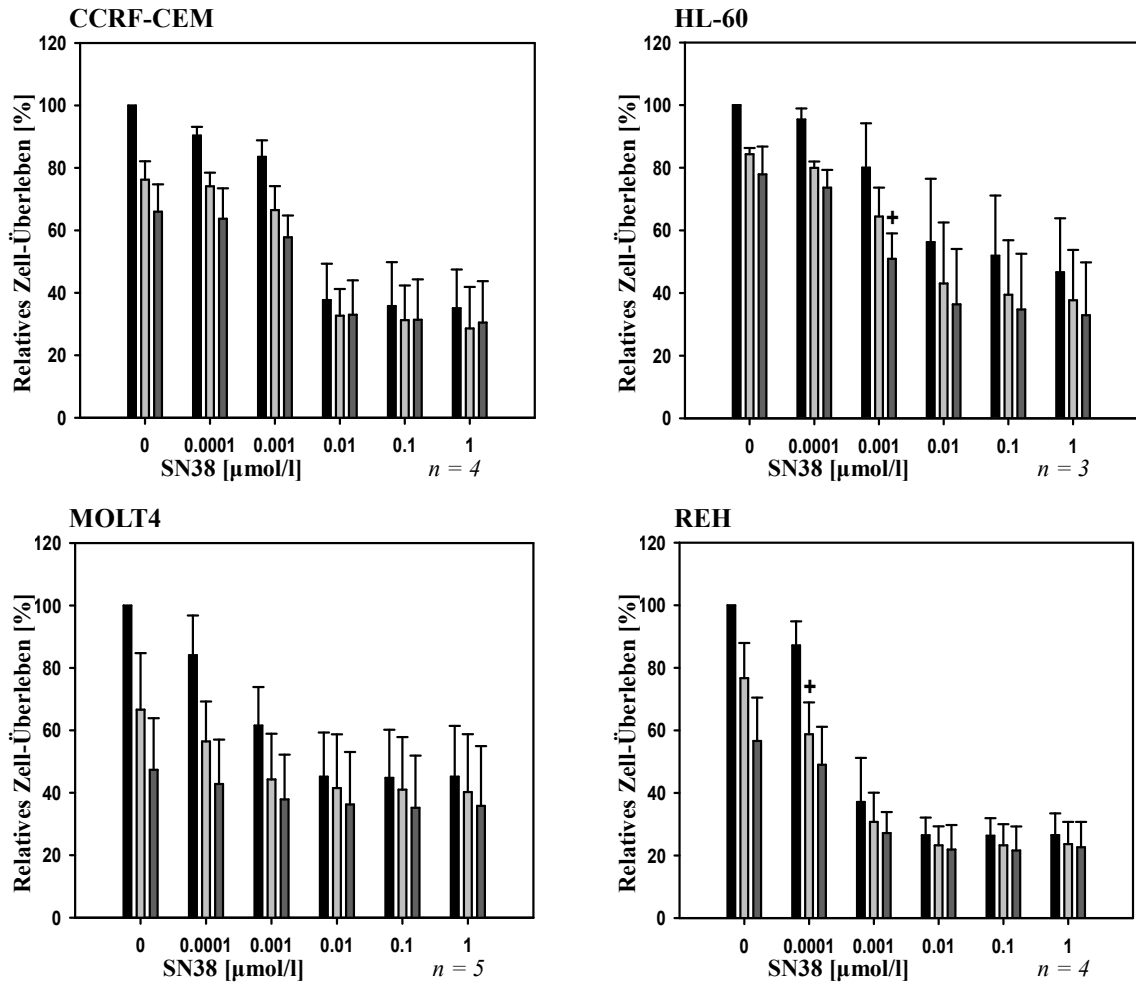 CCRF-CEM
Relatives Zell-Überleben [%]
120
100
80
60
40
20
0
0 0.0001 0.001 0.01 0.1 1
SN38 [µmol/l] n = 4
HL-60
Relatives Zell-Überleben [%]
120
100
80
60
40
20
0
+
0 0.0001 0.001 0.01 0.1 1
SN38 [µmol/l] n = 3
MOLT4
Relatives Zell-Überleben [%]
120
100
80
60
40
20
0
0 0.0001 0.001 0.01 0.1 1
SN38 [µmol/l] n = 5
REH
Relatives Zell-Überleben [%]
120
100
80
60
40
20
0
+
0 0.0001 0.001 0.01 0.1 1
SN38 [µmol/l] n = 4